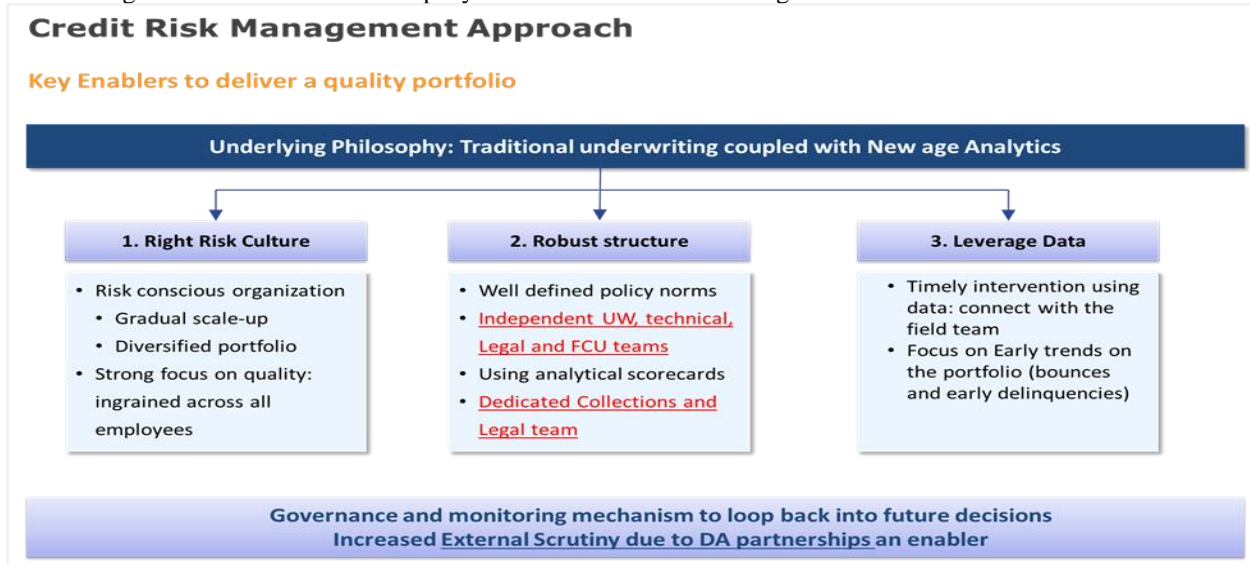 Credit Risk Management Approach
Key Enablers to deliver a quality portfolio
Underlying Philosophy: Traditional underwriting coupled with New age Analytics
1. Right Risk Culture
• Risk conscious organization
• Gradual scale-up
• Diversified portfolio
• Strong focus on quality:
ingrained across all
employees
2. Robust structure
• Well defined policy norms
• Independent UW, technical,
Legal and FCU teams
• Using analytical scorecards
• Dedicated Collections and
Legal team
3. Leverage Data
• Timely intervention using
data: connect with the
field team
• Focus on Early trends on
the portfolio (bounces
and early delinquencies)
Governance and monitoring mechanism to loop back into future decisions
Increased External Scrutiny due to DA partnerships an enabler